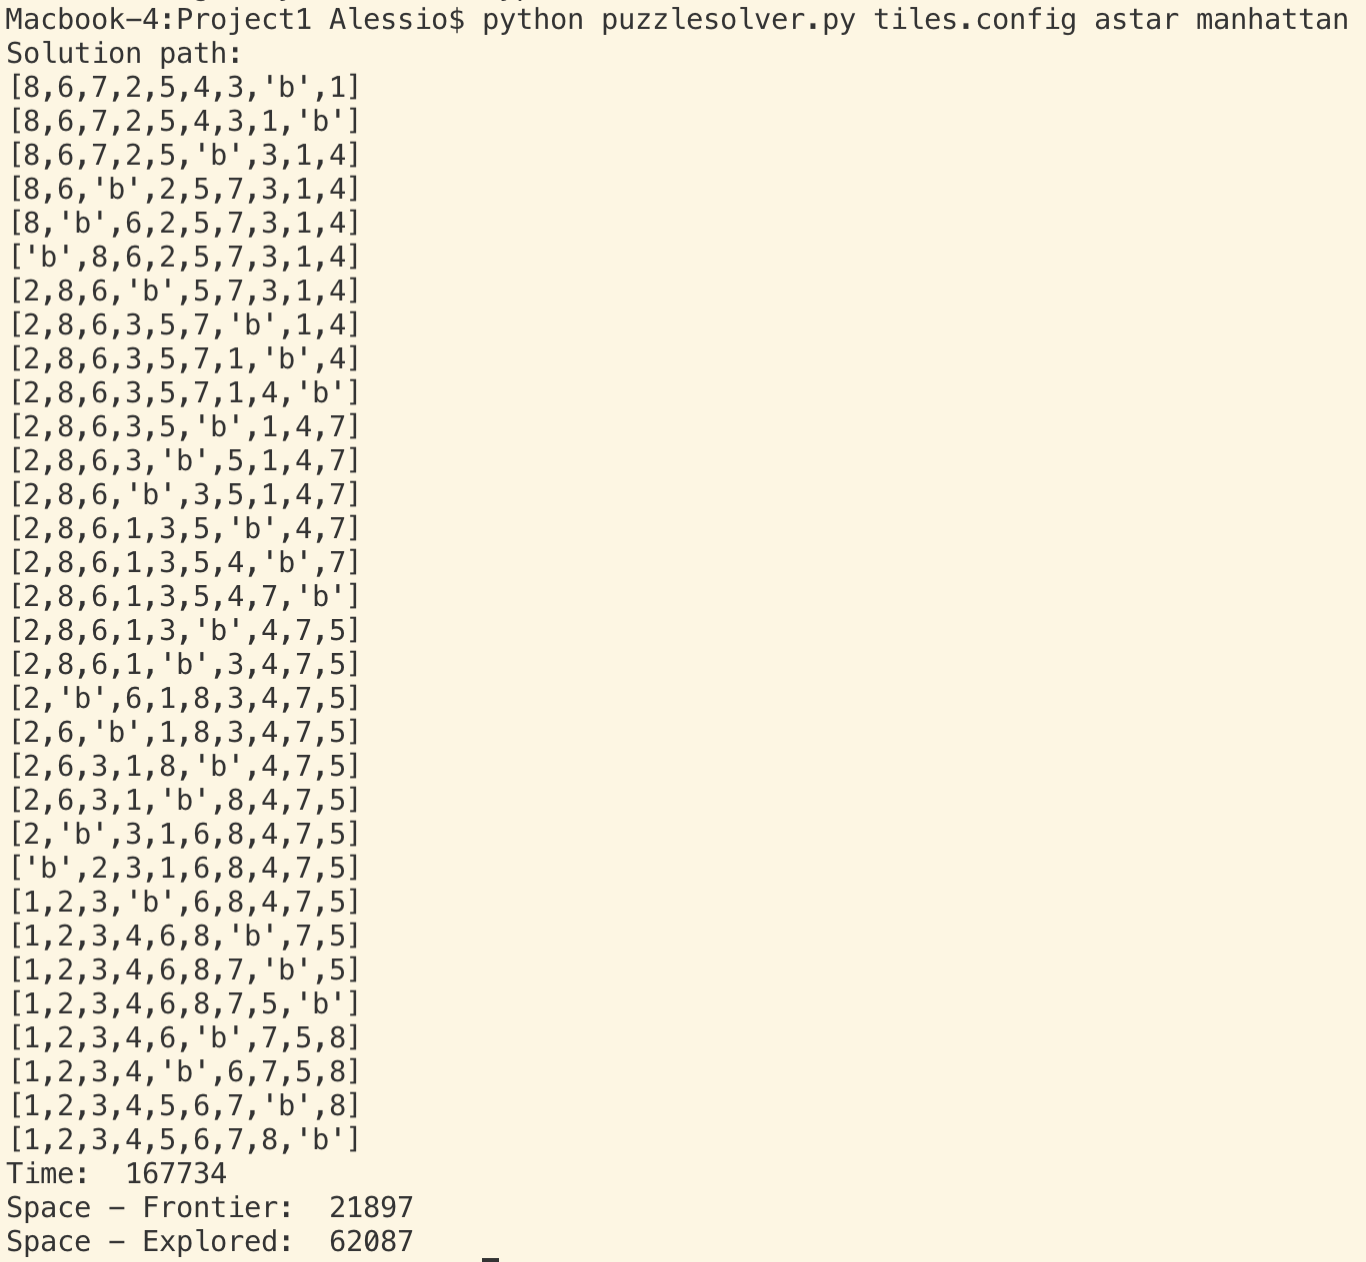 Macbook-4:Project1 Alessio$ python puzzlesolver.py tiles.config astar manhattan
Solution path:
[8,6,7,2,5,4,3,'b',1]
[8,6,7,2,5,4,3,1,'b']
[8,6,7,2,5,'b',3,1,4]
[8,6,'b',2,5,7,3,1,4]
[8,'b',6,2,5,7,3,1,4]
['b',8,6,2,5,7,3,1,4]
[2,8,6,'b',5,7,3,1,4]
[2,8,6,3,5,7,'b',1,4]
[2,8,6,3,5,7,1,'b',4]
[2,8,6,3,5,7,1,4,'b']
[2,8,6,3,5,'b',1,4,7]
[2,8,6,3,'b',5,1,4,7]
[2,8,6,'b',3,5,1,4,7]
[2,8,6,1,3,5,'b',4,7]
[2,8,6,1,3,5,4,'b',7]
[2,8,6,1,3,5,4,7,'b']
[2,8,6,1,3,'b',4,7,5]
[2,8,6,1,'b',3,4,7,5]
[2,'b',6,1,8,3,4,7,5]
[2,6,'b',1,8,3,4,7,5]
[2,6,3,1,8,'b',4,7,5]
[2,6,3,1,'b',8,4,7,5]
[2,'b',3,1,6,8,4,7,5]
['b',2,3,1,6,8,4,7,5]
[1,2,3,'b',6,8,4,7,5]
[1,2,3,4,6,8,'b',7,5]
[1,2,3,4,6,8,7,'b',5]
[1,2,3,4,6,8,7,5,'b']
[1,2,3,4,6,'b',7,5,8]
[1,2,3,4,'b',6,7,5,8]
[1,2,3,4,5,6,7,'b',8]
[1,2,3,4,5,6,7,8,'b']
Time:  167734
Space - Frontier:  21897
Space - Explored:  62087